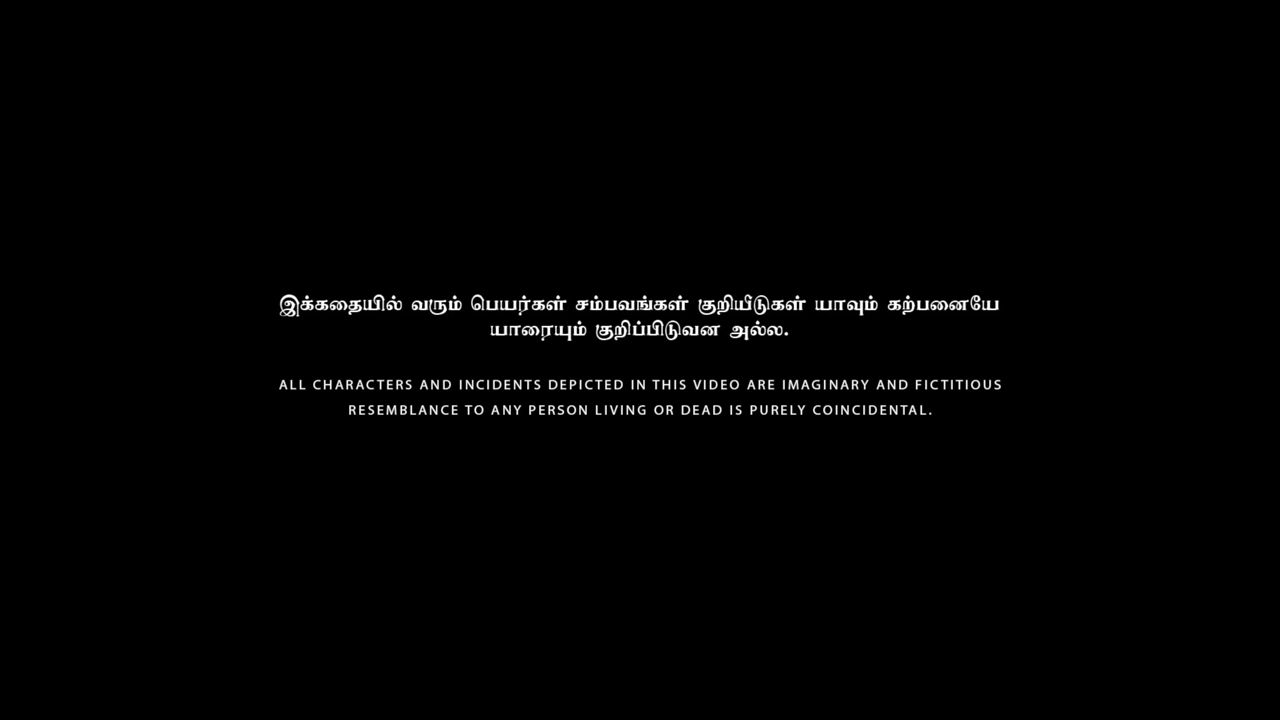 இக்கதையில் வரும் பெயர்கள் சம்பவங்கள் குறியீடுகள் யாவும் கற்பனையே
யாரையும் குறிப்பிடுவன அல்ல.
ALL CHARACTERS AND INCIDENTS DEPICTED IN THIS VIDEO ARE IMAGINARY AND FICTITIOUS
RESEMBLANCE TO ANY PERSON LIVING OR DEAD IS PURELY COINCIDENTAL.